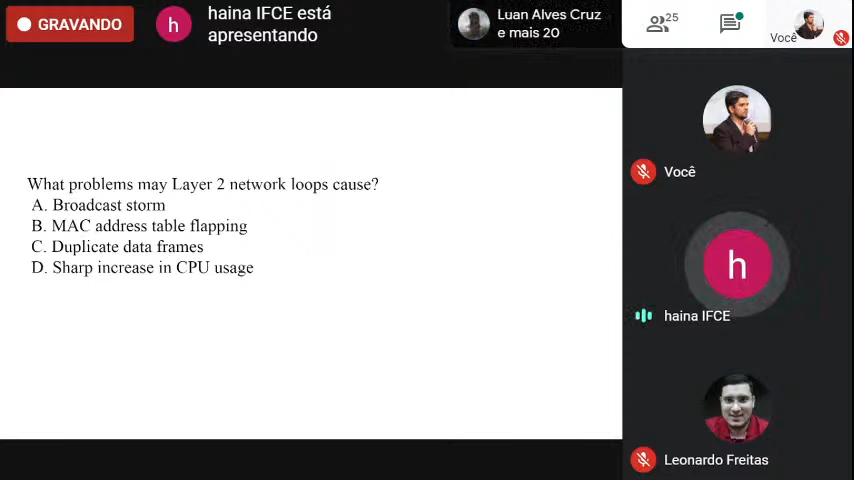 GRAVANDO
h
haina IFCE está
apresentando
Luan Alves Cruz
e mais 20
25
Você
What problems may Layer 2 network loops cause?
A. Broadcast storm
B. MAC address table flapping
C. Duplicate data frames
D. Sharp increase in CPU usage
Você
h
haina IFCE
Leonardo Freitas